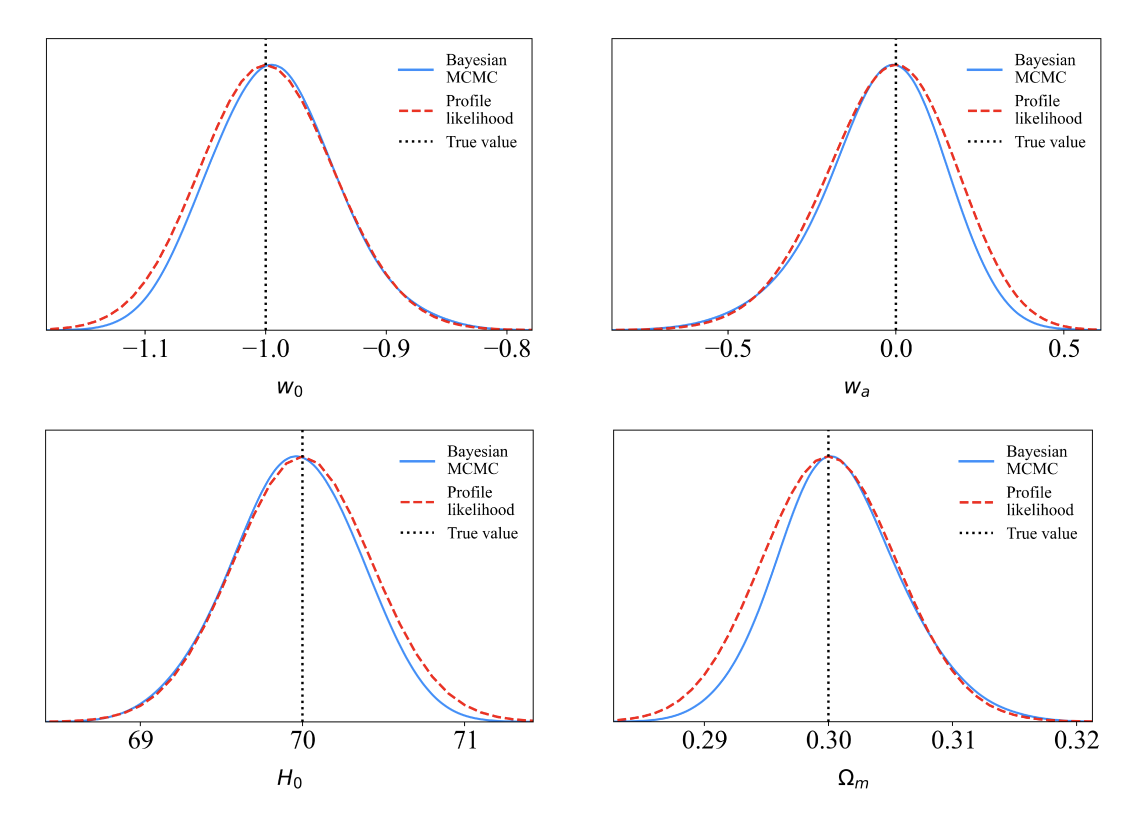 Bayesian
MCMC
Profile
likelihood
True value
−1.1
−1.0
−0.9
−0.8
w₀
Bayesian
MCMC
Profile
likelihood
True value
−0.5
0.0
0.5
wₐ
Bayesian
MCMC
Profile
likelihood
True value
69
70
71
H₀
Bayesian
MCMC
Profile
likelihood
True value
0.29
0.30
0.31
0.32
Ωₘ